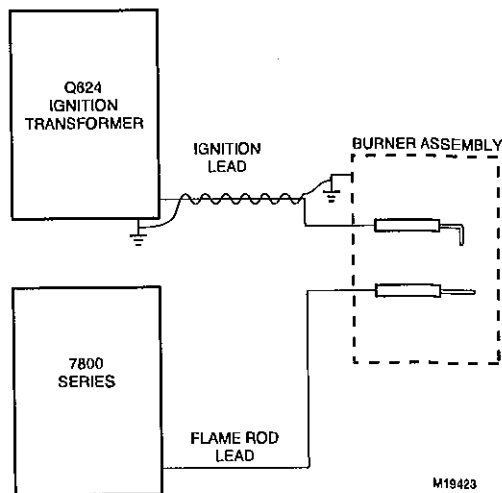 Q624
IGNITION
TRANSFORMER
IGNITION
LEAD
BURNER ASSEMBLY
7800
SERIES
FLAME ROD
LEAD
M19423